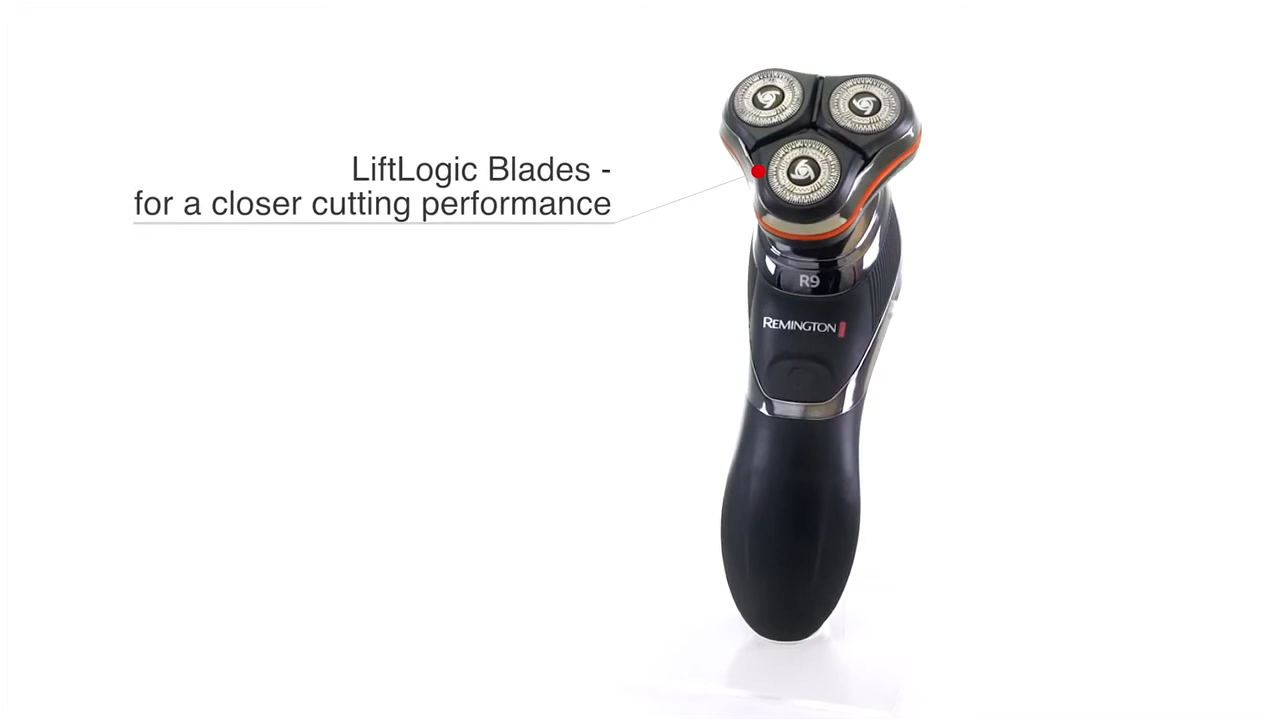 LiftLogic Blades -
for a closer cutting performance
R9
REMINGTON